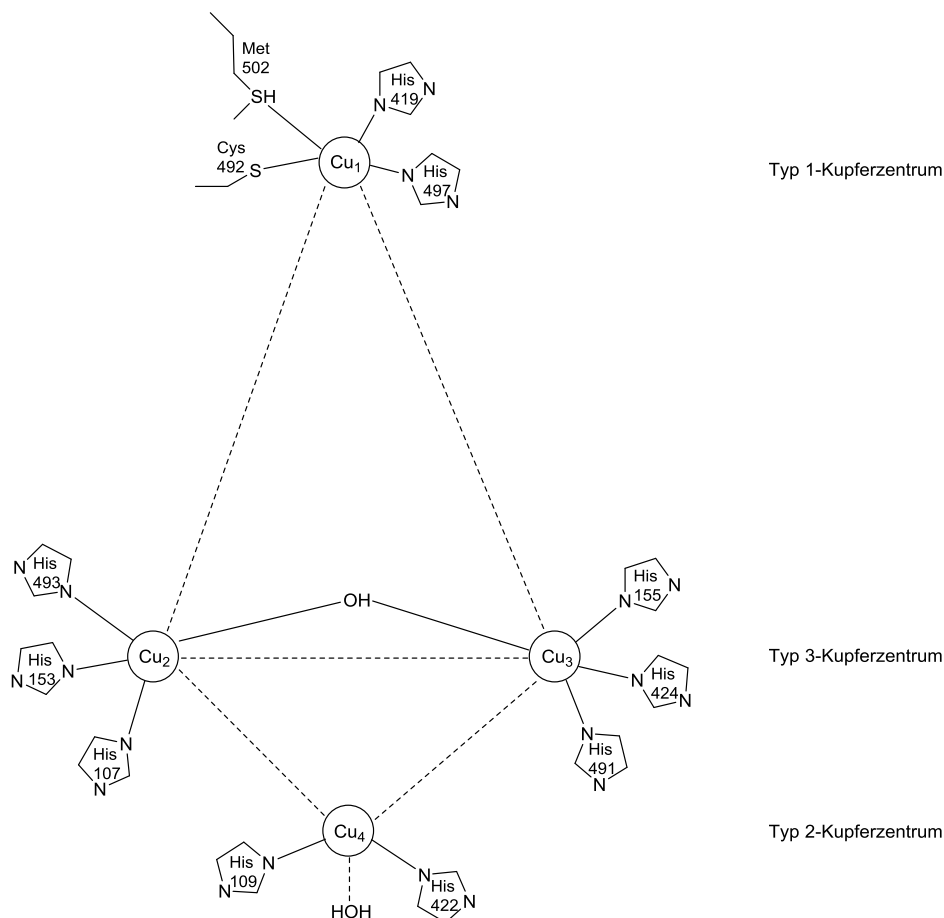 Met
502
SH
His
419
N
N
Cys
492
S
Cu1
N
His
497
N
Typ 1-Kupferzentrum
N
His
493
N
OH
His
155
N
N
Cu2
Cu3
Typ 3-Kupferzentrum
His
153
N
N
His
424
N
N
N
His
107
N
N
His
491
N
Cu4
Typ 2-Kupferzentrum
His
109
N
N
N
His
422
N
HOH